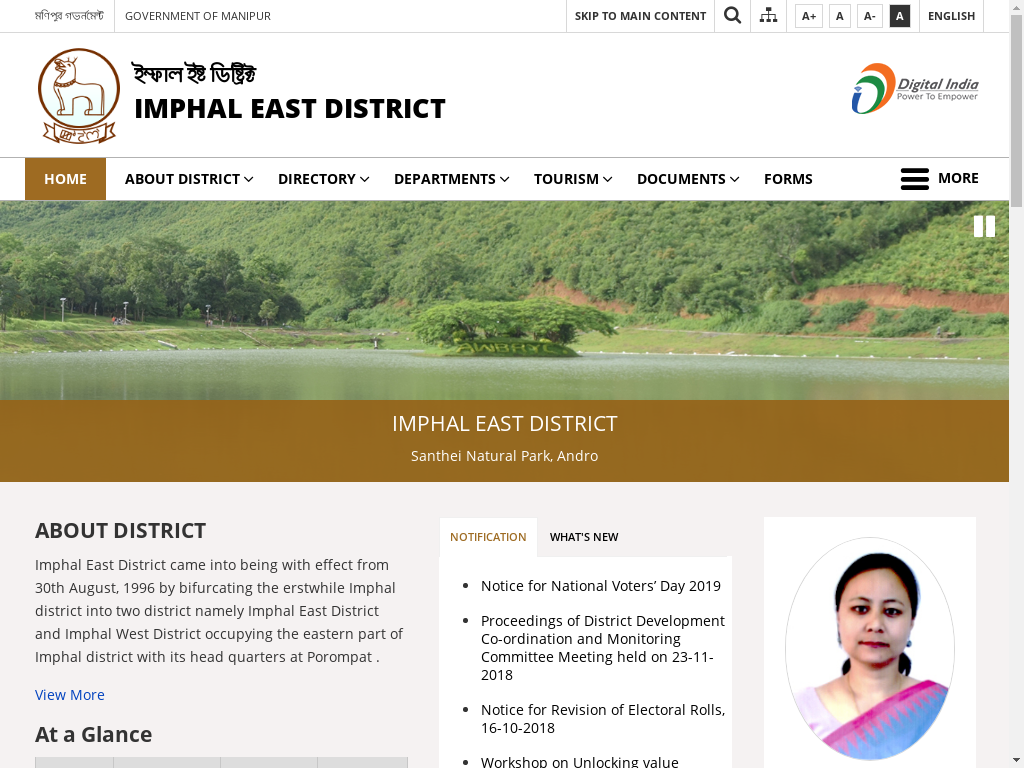 মণিপুর গভর্নমেন্ট
GOVERNMENT OF MANIPUR
SKIP TO MAIN CONTENT
A+
A
A-
A
ENGLISH
ইম্ফাল ইষ্ট ডিষ্ট্রিক্ট
IMPHAL EAST DISTRICT
Digital India
Power To Empower
HOME
ABOUT DISTRICT
DIRECTORY
DEPARTMENTS
TOURISM
DOCUMENTS
FORMS
MORE
IMPHAL EAST DISTRICT
Santhei Natural Park, Andro
ABOUT DISTRICT
Imphal East District came into being with effect from
30th August, 1996 by bifurcating the erstwhile Imphal
district into two district namely Imphal East District
and Imphal West District occupying the eastern part of
Imphal district with its head quarters at Porompat .
View More
At a Glance
NOTIFICATION
WHAT'S NEW
Notice for National Voters’ Day 2019
Proceedings of District Development
Co-ordination and Monitoring
Committee Meeting held on 23-11-
2018
Notice for Revision of Electoral Rolls,
16-10-2018
Workshop on Unlocking value